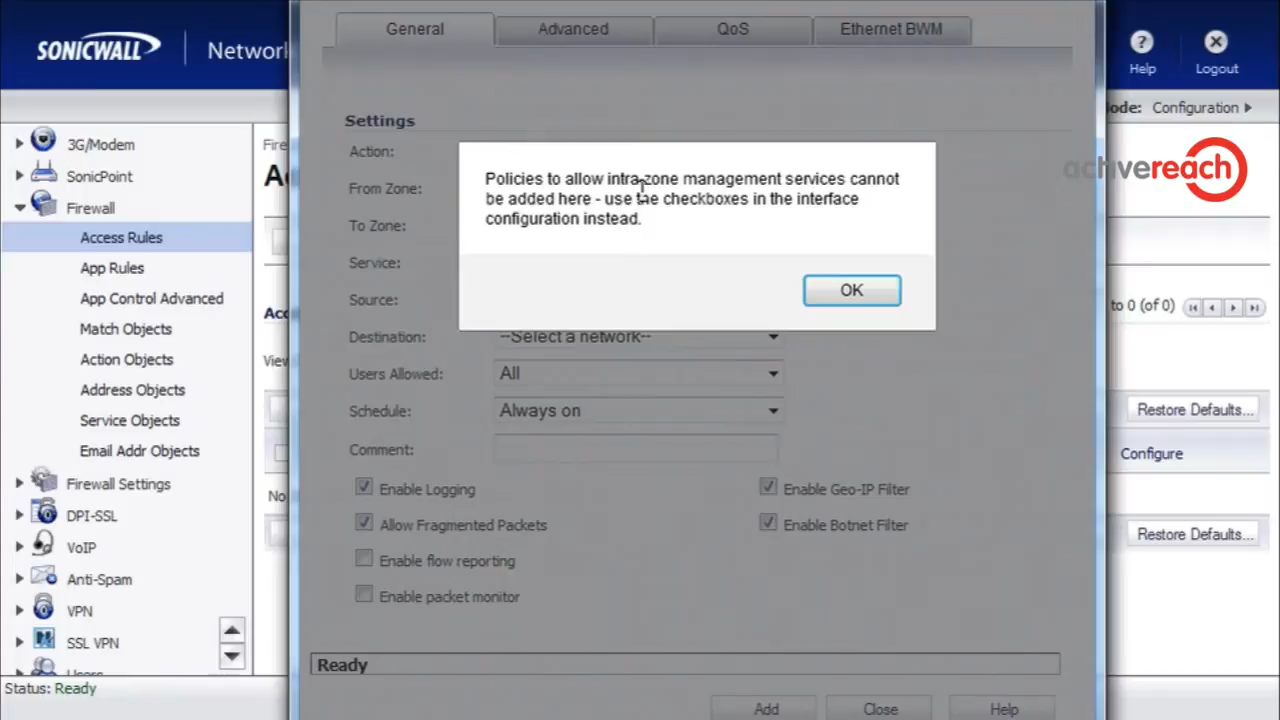 General
Advanced
QoS
Ethernet BWM
SONICWALL
Network
Help
Logout
Mode: Configuration
activereach
3G/Modem
SonicPoint
Firewall
Access Rules
App Rules
App Control Advanced
Match Objects
Action Objects
Address Objects
Service Objects
Email Addr Objects
Firewall Settings
DPI-SSL
VoIP
Anti-Spam
VPN
SSL VPN
Users
Status: Ready
Settings
Action:
From Zone:
To Zone:
Service:
Source:
Destination: --Select a network--
Users Allowed: All
Schedule: Always on
Comment:
Enable Logging
Enable Geo-IP Filter
Allow Fragmented Packets
Enable Botnet Filter
Enable flow reporting
Enable packet monitor
Ready
Add
Close
Help
Policies to allow intra-zone management services cannot
be added here - use the checkboxes in the interface
configuration instead.
OK
to 0 (of 0)
Restore Defaults...
Configure
No
Restore Defaults...